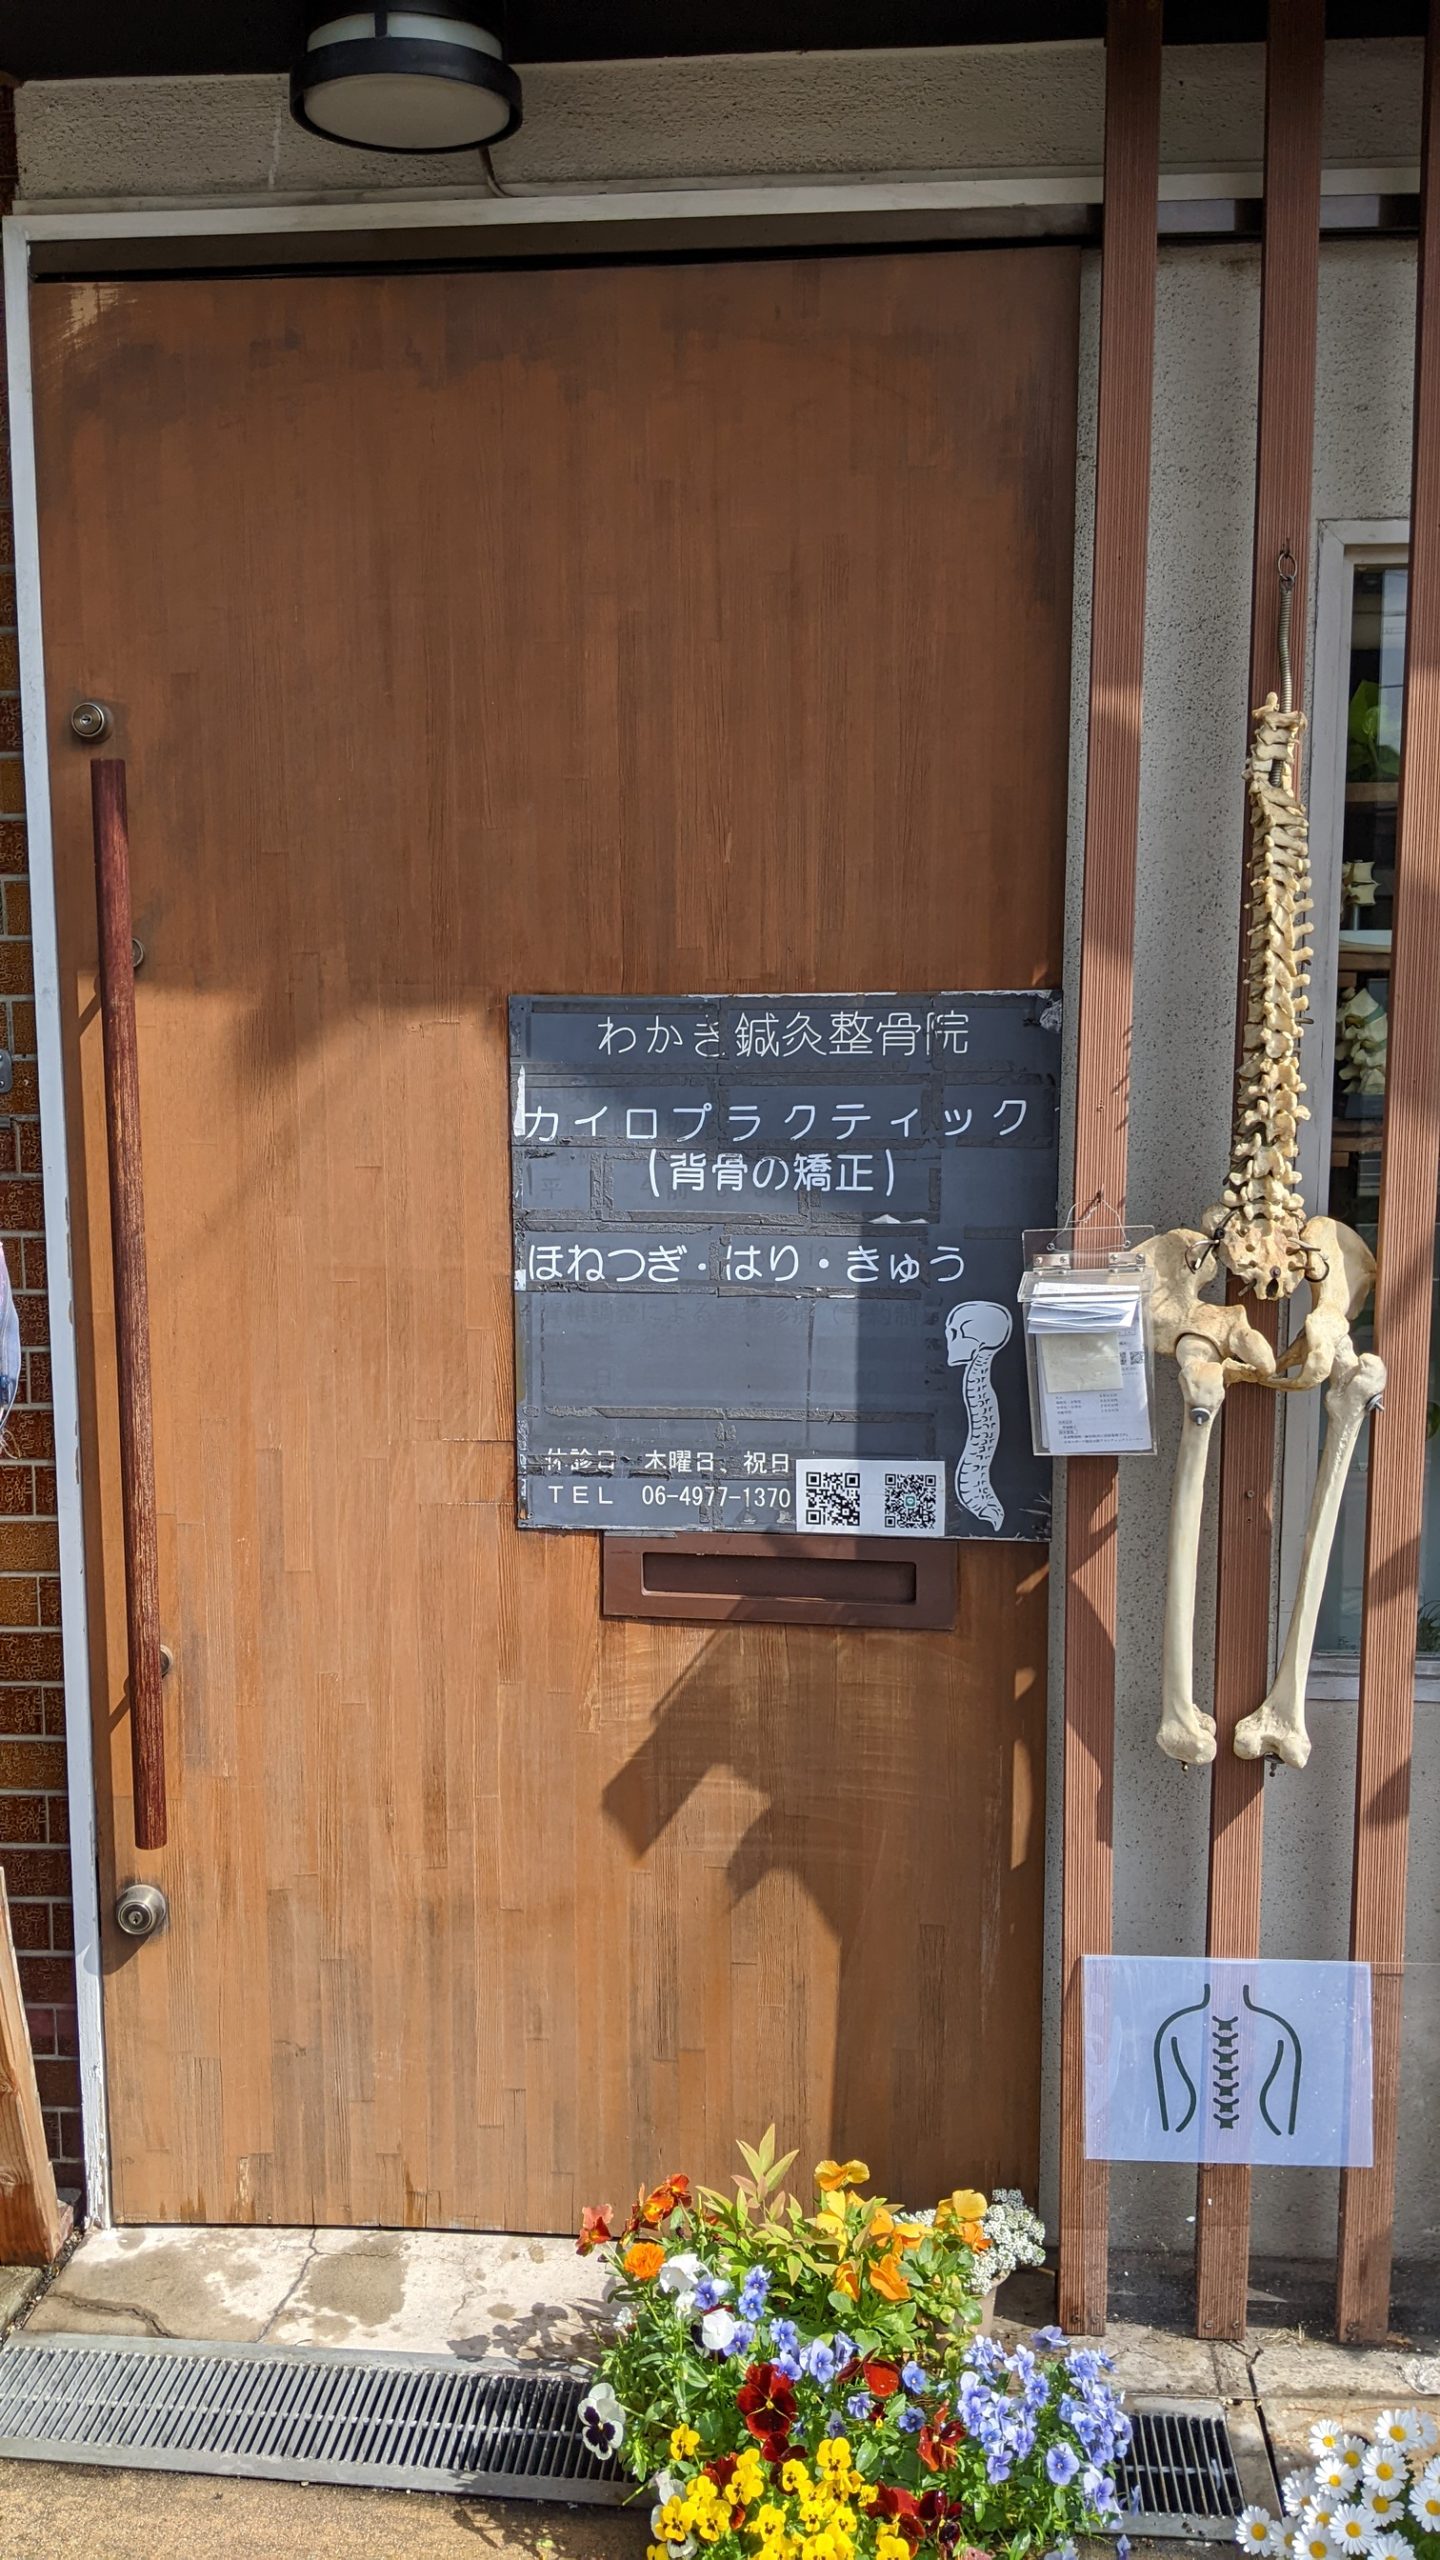 わかき鍼灸整骨院
カイロプラクティック
(背骨の矯正)
ほねつぎ・はり・きゅう
休診日 木曜日、祝日
TEL 06-4977-1370